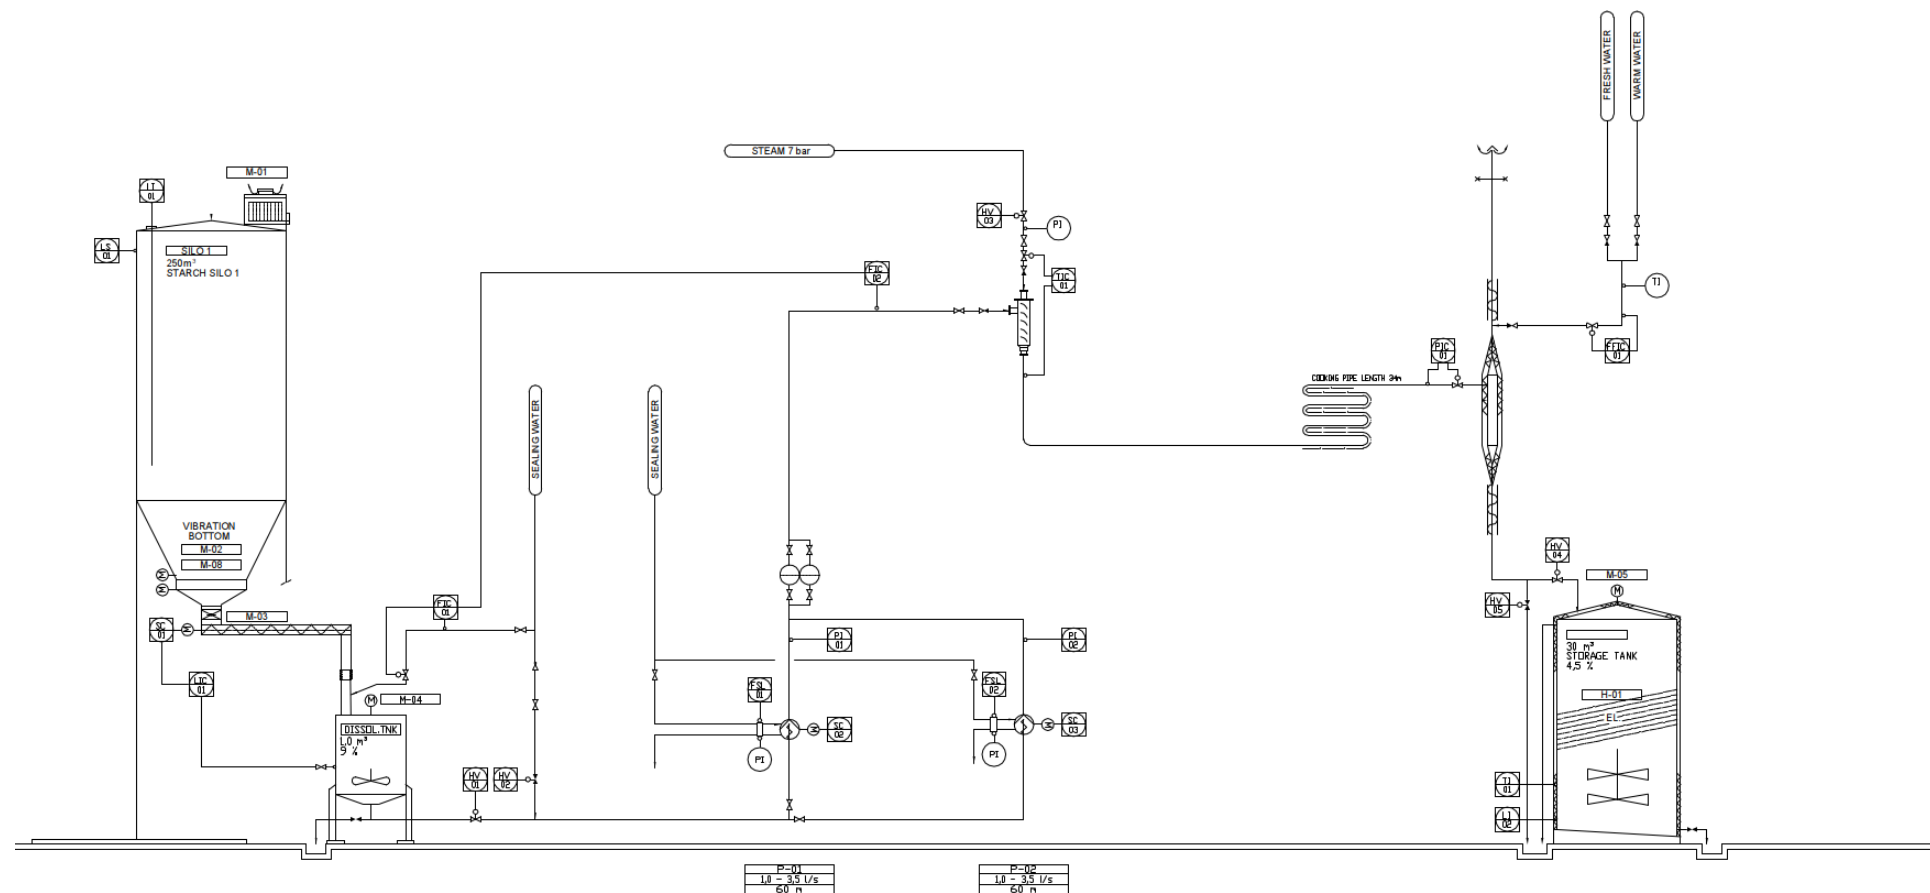 FRESH WATER
WARM WATER
STEAM 7 bar
M-01
LI
01
HV
03
PI
LS
01
SILO 1
250m³
STARCH SILO 1
FIC
02
TIC
01
TI
PIC
01
FFIC
01
COOKING PIPE LENGTH 34m
SEALING WATER
SEALING WATER
VIBRATION
BOTTOM
M-02
M-08
M
M
HV
04
M-05
M
FIC
01
HV
05
M-03
SC
01
M
PI
01
PI
02
30 m³
STORAGE TANK
4,5 %
LIC
01
FSL
01
FSL
02
M
M-04
H-01
EL.
DISSOL.TNK
1,0 m³
9 %
M
SC
02
M
SC
03
PI
PI
HV
01
HV
02
TI
01
LI
02
P-01
1,0 - 3,5 l/s
60 m
P-02
1,0 - 3,5 l/s
60 m